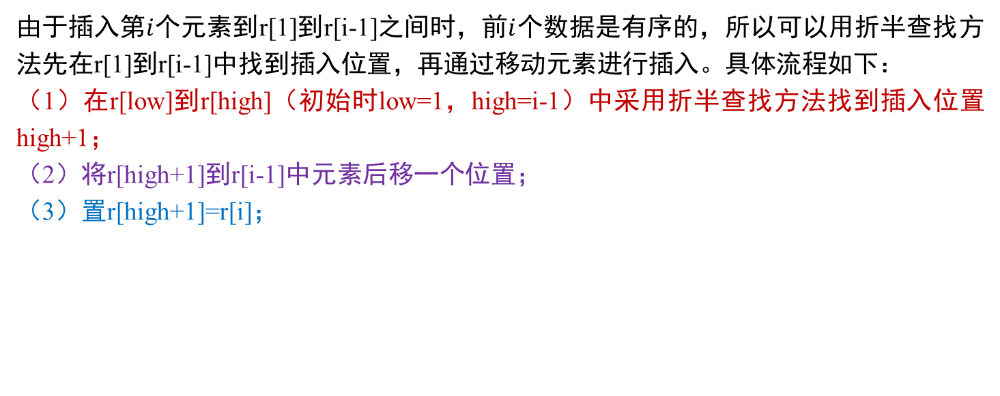 由于插入第i个元素到r[1]到r[i-1]之间时，前i个数据是有序的，所以可以用折半查找方
法先在r[1]到r[i-1]中找到插入位置，再通过移动元素进行插入。具体流程如下：
（1）在r[low]到r[high]（初始时low=1，high=i-1）中采用折半查找方法找到插入位置
high+1；
（2）将r[high+1]到r[i-1]中元素后移一个位置；
（3）置r[high+1]=r[i]；